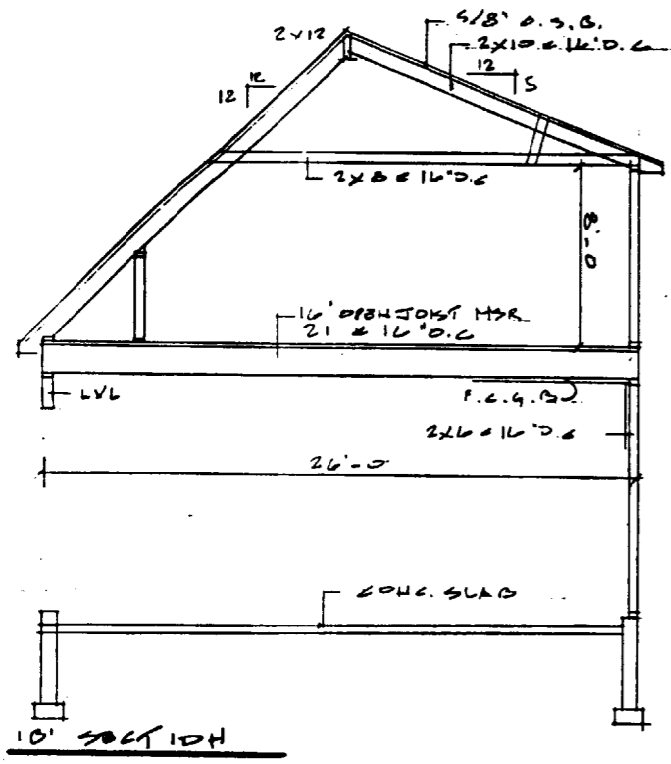 2x12
5/8" O.S.B.
2x10 @ 16" O.C
12
5
12
12
2x8 @ 16" O.C
8'-0
16" OPEN JOIST MSR
21 @ 16" O.C
LVL
F.C.G.B
2x6 @ 16" O.C
26'-0
CONC. SLAB
'B' SECTION